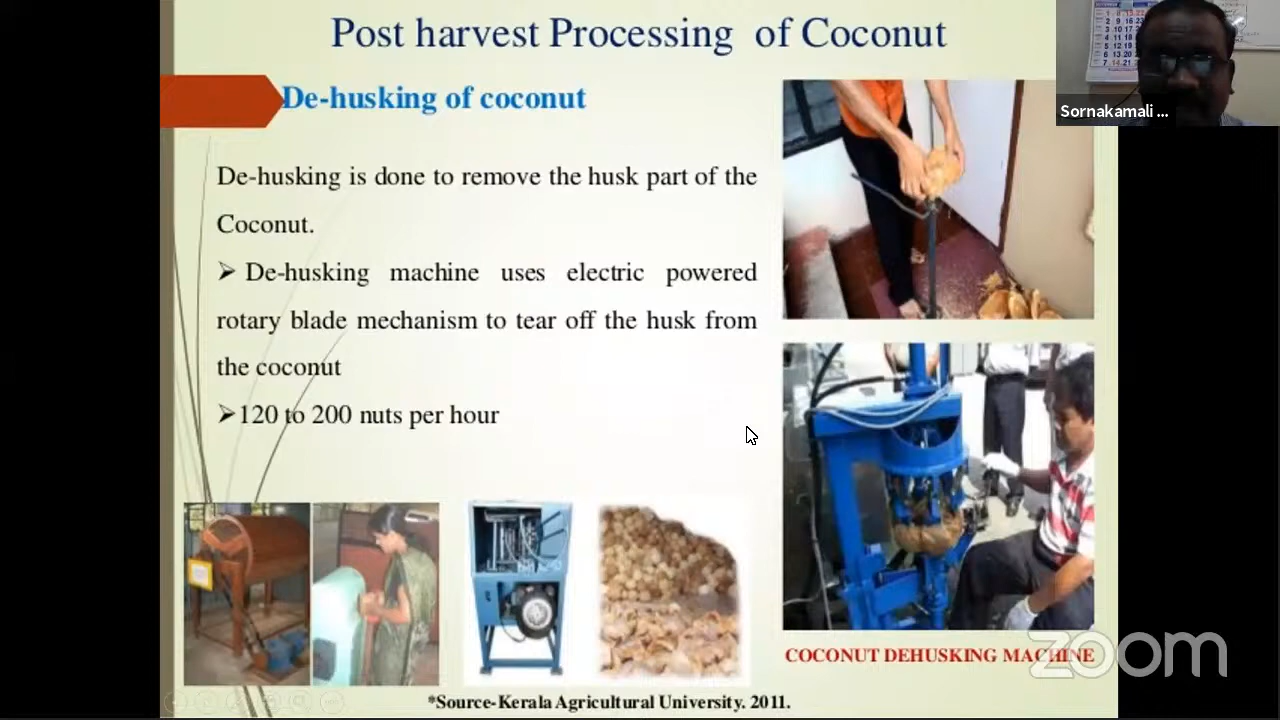 Post harvest Processing of Coconut
De-husking of coconut
Sornakamali ...
De-husking is done to remove the husk part of the
Coconut.
➢ De-husking machine uses electric powered
rotary blade mechanism to tear off the husk from
the coconut
➢120 to 200 nuts per hour
COCONUT DEHUSKING MACHINE
zoom
*Source-Kerala Agricultural University. 2011.